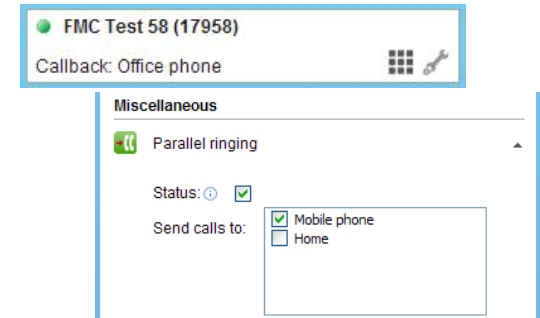 FMC Test 58 (17958)
Callback: Office phone
Miscellaneous
Parallel ringing
Status:
Send calls to:
Mobile phone
Home